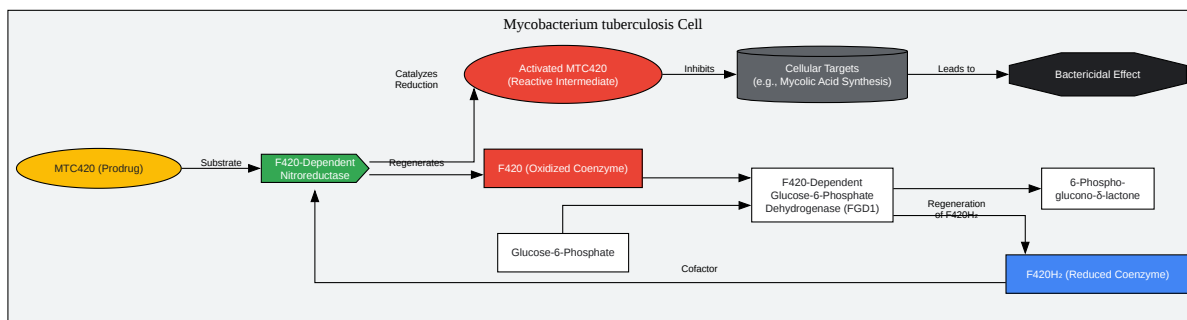 Mycobacterium tuberculosis Cell
Catalyzes
Reduction
Activated MTC420
(Reactive Intermediate)
Inhibits
Cellular Targets
(e.g., Mycolic Acid Synthesis)
Leads to
Bactericidal Effect
MTC420 (Prodrug)
Substrate
F420-Dependent
Nitroreductase
Regenerates
F420 (Oxidized Coenzyme)
F420-Dependent
Glucose-6-Phosphate
Dehydrogenase (FGD1)
6-Phospho-
glucono-δ-lactone
Regeneration
of F420H₂
Glucose-6-Phosphate
Cofactor
F420H₂ (Reduced Coenzyme)